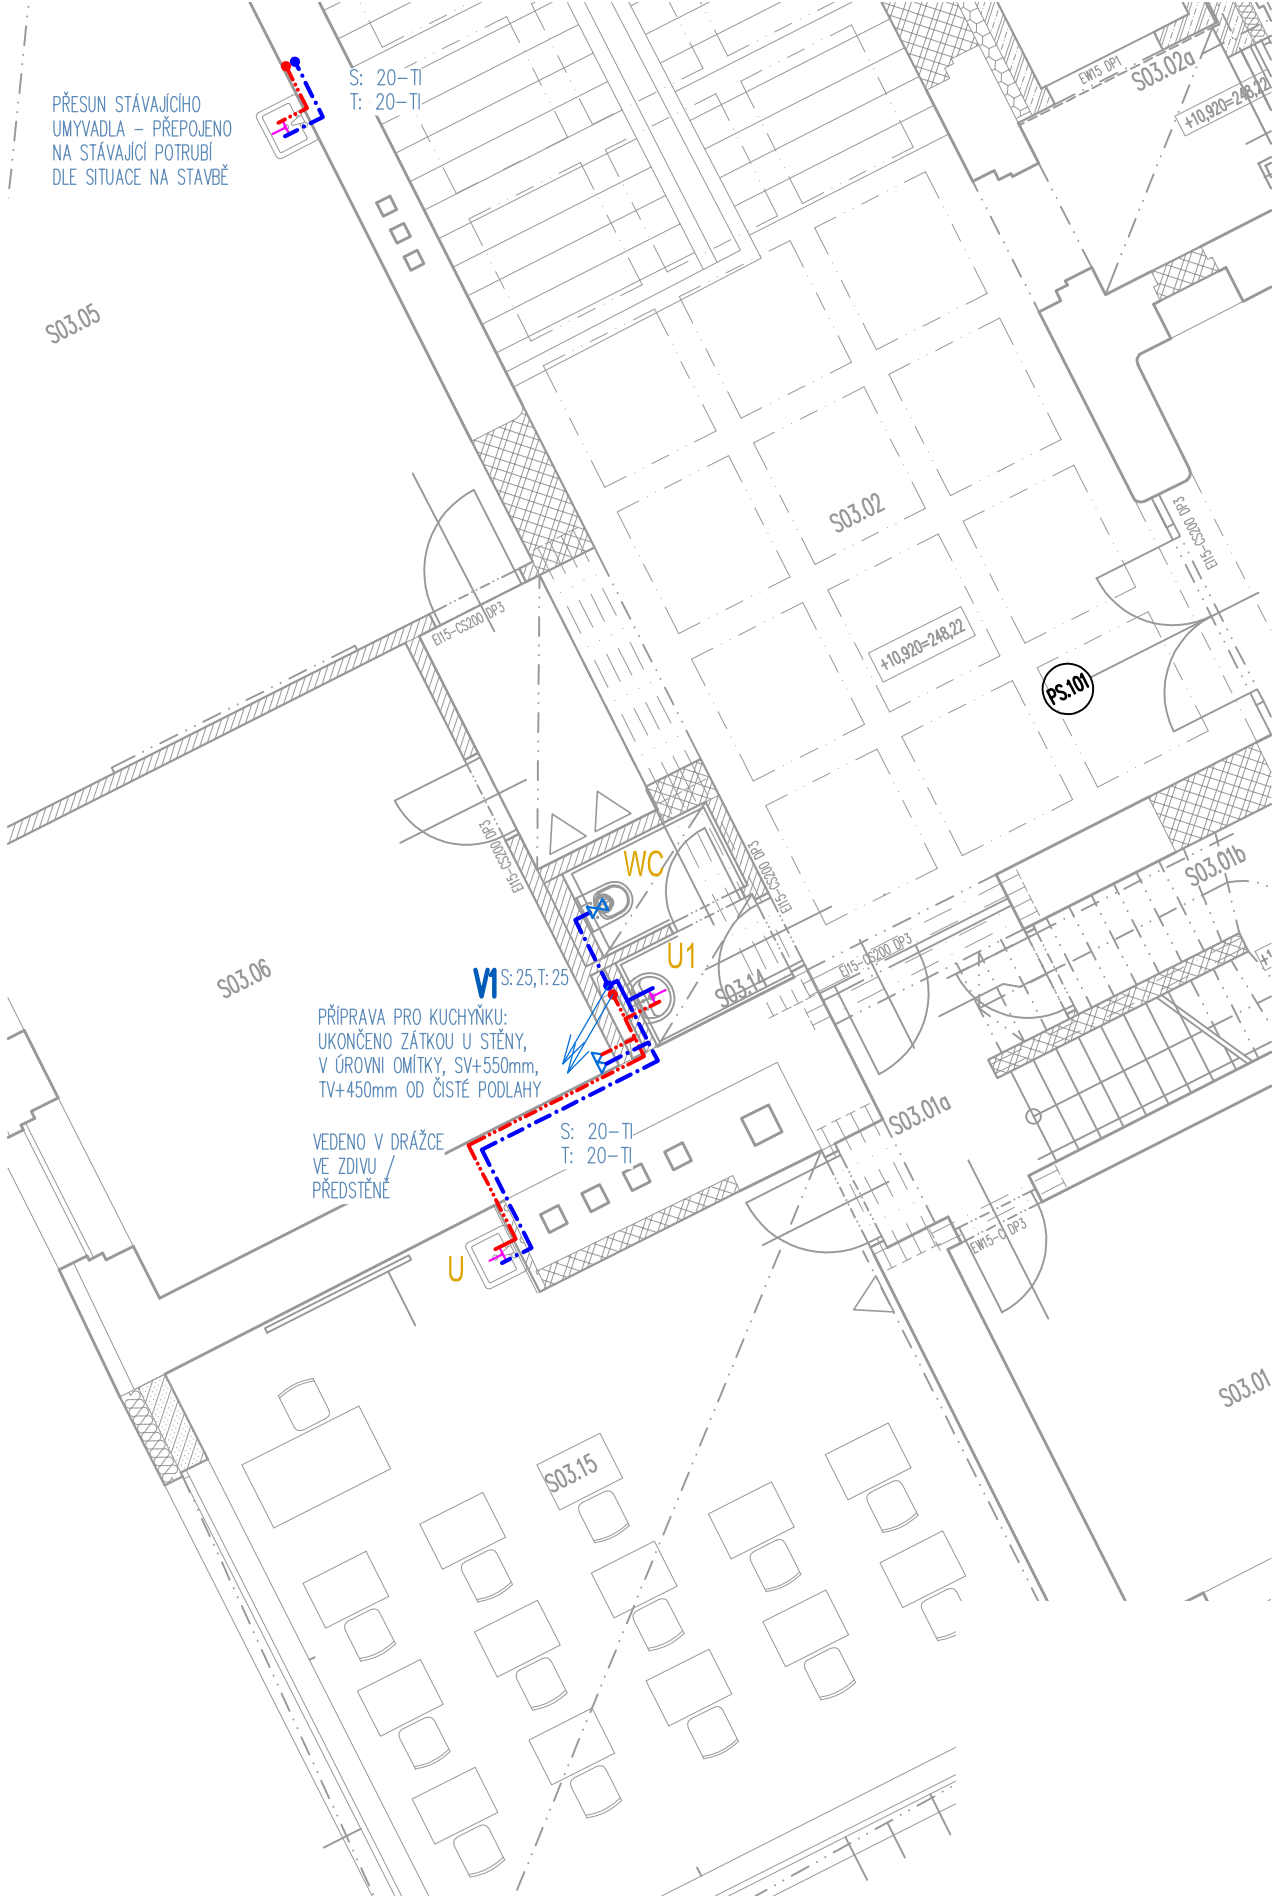 S: 20-TI
T: 20-TI
PŘESUN STÁVAJÍCÍHO
UMYVADLA – PŘEPOJENO
NA STÁVAJÍCÍ POTRUBÍ
DLE SITUACE NA STAVBĚ
EW15 DP1
S03.02a
+10,920=248,22
S03.05
S03.02
EI15-CS200 DP3
EI15-CS200 DP3
+10,920=248,22
PS.101
EI15-CS200 DP3
EI15-CS200 DP3
WC
S03.01b
U1
EI15-CS200 DP3
S03.06
S03.14
V1 S:25,T:25
PŘÍPRAVA PRO KUCHYŇKU:
UKONČENO ZÁTKOU U STĚNY,
V ÚROVNI OMÍTKY, SV+550mm,
TV+450mm OD ČISTÉ PODLAHY
S03.01a
VEDENO V DRÁŽCE
VE ZDIVU /
PŘEDSTĚNĚ
S: 20-TI
T: 20-TI
EW15-C DP3
U
S03.01
S03.15